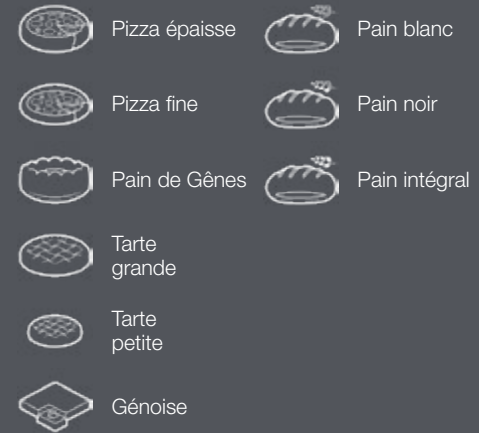 Pizza épaisse
Pizza fine
Pain de Gênes
Tarte
grande
Tarte
petite
Génoise
Pain blanc
Pain noir
Pain intégral